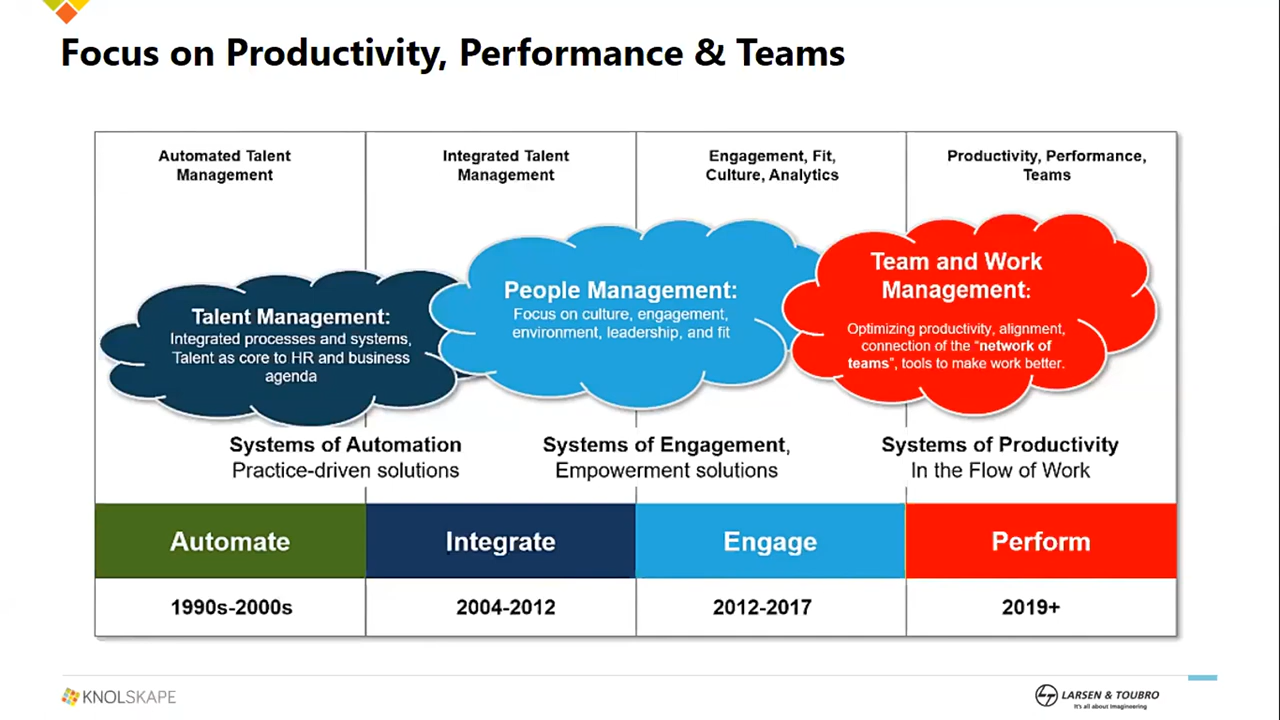 Focus on Productivity, Performance & Teams
Automated Talent
Management
Integrated Talent
Management
Engagement, Fit,
Culture, Analytics
Productivity, Performance,
Teams
Talent Management:
Integrated processes and systems,
Talent as core to HR and business
agenda
People Management:
Focus on culture, engagement,
environment, leadership, and fit
Team and Work
Management:
Optimizing productivity, alignment,
connection of the “network of
teams”, tools to make work better.
Systems of Automation
Practice-driven solutions
Systems of Engagement,
Empowerment solutions
Systems of Productivity
In the Flow of Work
Automate
Integrate
Engage
Perform
1990s-2000s
2004-2012
2012-2017
2019+
KNOLSKAPE
LARSEN & TOUBRO
It's all about Imagineering